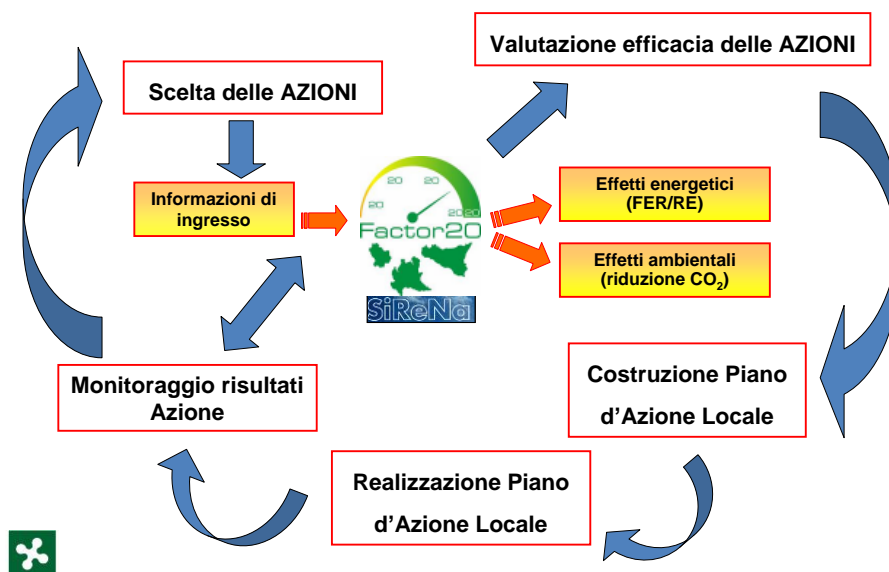 Valutazione efficacia delle AZIONI
Scelta delle AZIONI
Informazioni di
ingresso
20
20
20
2020
Factor20
SiReNa
Effetti energetici
(FER/RE)
Effetti ambientali
(riduzione CO₂)
Monitoraggio risultati
Azione
Costruzione Piano
d'Azione Locale
Realizzazione Piano
d'Azione Locale